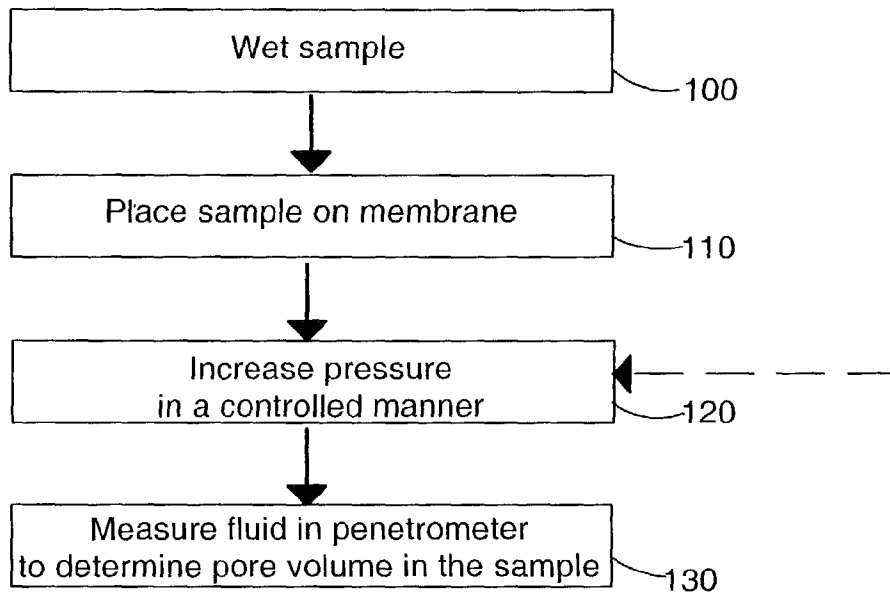 Wet sample
100
Place sample on membrane
110
Increase pressure
in a controlled manner
120
Measure fluid in penetrometer
to determine pore volume in the sample
130